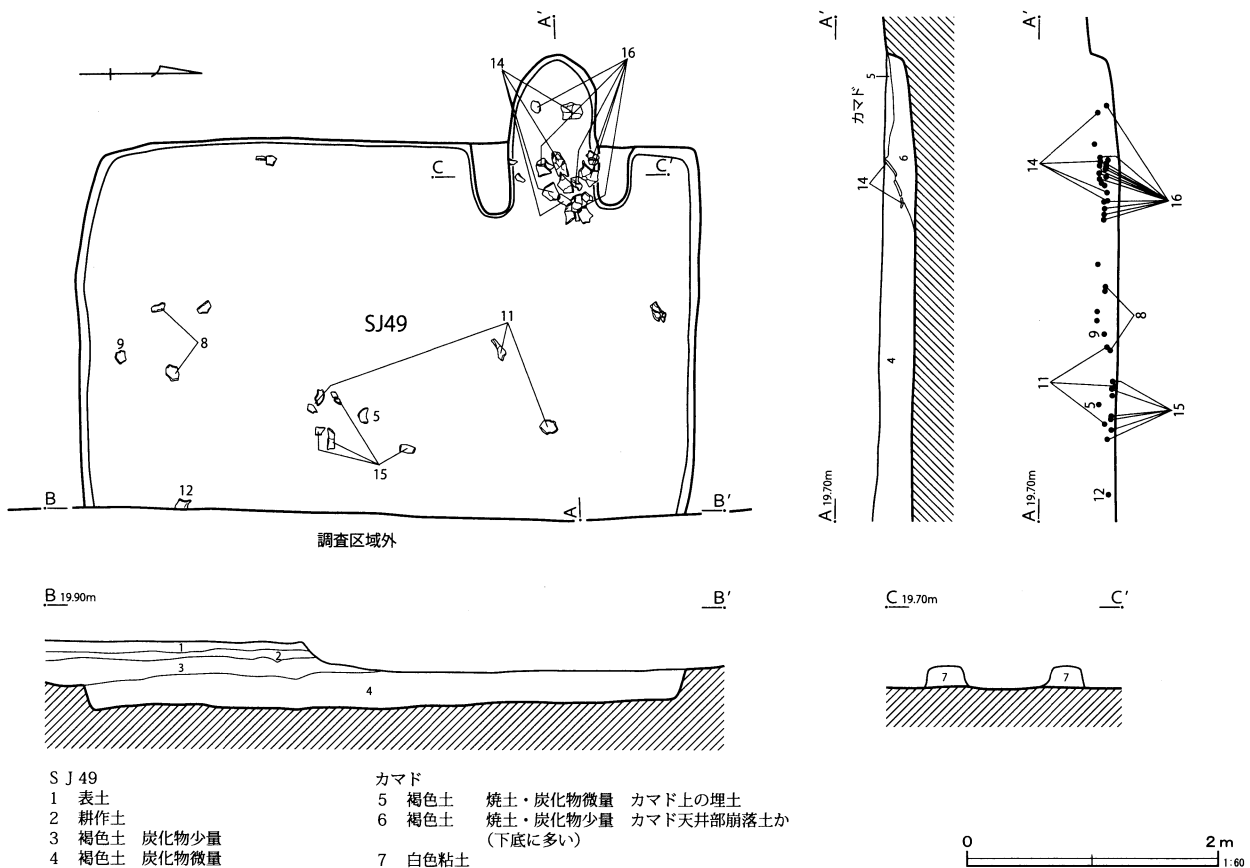 A'
14
16
C
C'
SJ49
11
9
8
5
15
12
B
A
B'
調査区域外
A'
5
カマド
6
14
4
A 19.70m
A'
14
16
8
9
11
5
15
12
A 19.70m
B 19.90m
B'
1
2
3
4
C 19.70m
C'
7
7
SJ49
1 表土
2 耕作土
3 褐色土 炭化物少量
4 褐色土 炭化物微量
カマド
5 褐色土 焼土・炭化物微量 カマド上の埋土
6 褐色土 焼土・炭化物少量 カマド天井部崩落土か
(下底に多い)
7 白色粘土
0 2m
1:60